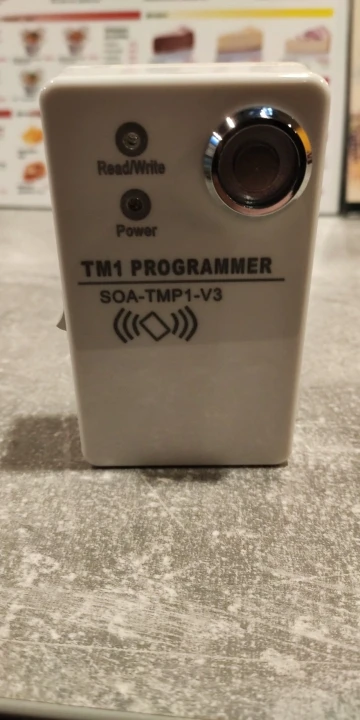 Read/Write
Power
TM1 PROGRAMMER
SOA-TMP1-V3